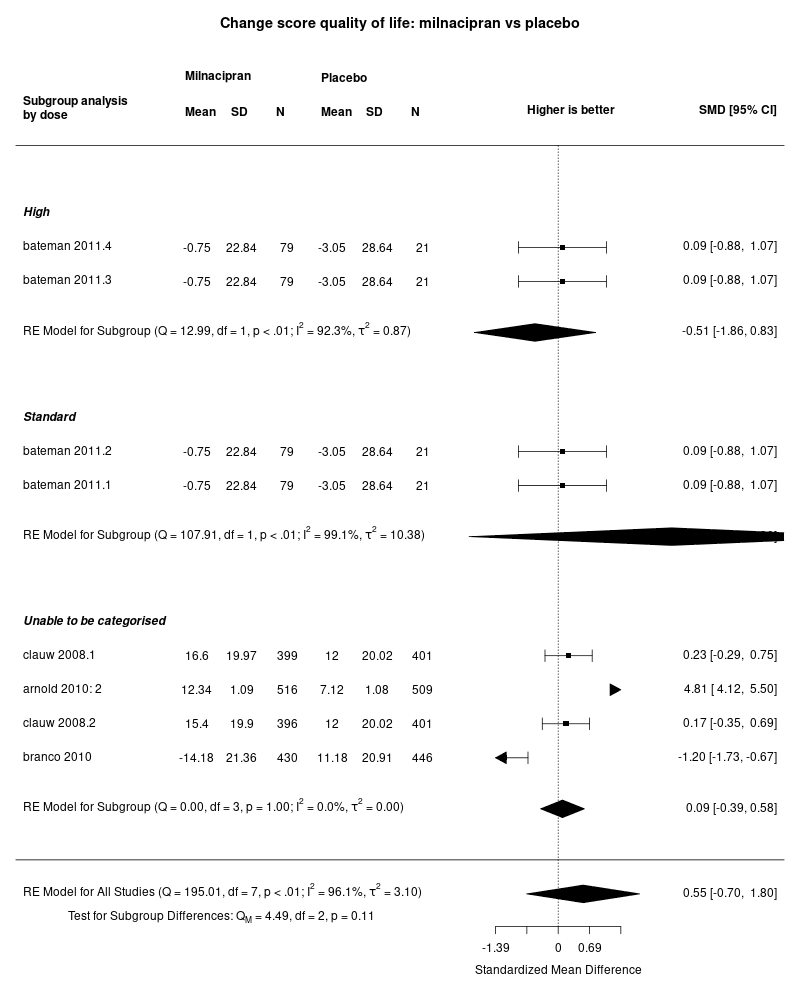 Change score quality of life: milnacipran vs placebo
Milnacipran Placebo
Subgroup analysis
by dose
Mean SD N Mean SD N Higher is better SMD [95% CI]
High
bateman 2011.4 -0.75 22.84 79 -3.05 28.64 21 0.09 [-0.88, 1.07]
bateman 2011.3 -0.75 22.84 79 -3.05 28.64 21 0.09 [-0.88, 1.07]
RE Model for Subgroup (Q = 12.99, df = 1, p < .01; I² = 92.3%, τ² = 0.87) -0.51 [-1.86, 0.83]
Standard
bateman 2011.2 -0.75 22.84 79 -3.05 28.64 21 0.09 [-0.88, 1.07]
bateman 2011.1 -0.75 22.84 79 -3.05 28.64 21 0.09 [-0.88, 1.07]
RE Model for Subgroup (Q = 107.91, df = 1, p < .01; I² = 99.1%, τ² = 10.38)
Unable to be categorised
clauw 2008.1 16.6 19.97 399 12 20.02 401 0.23 [-0.29, 0.75]
arnold 2010: 2 12.34 1.09 516 7.12 1.08 509 4.81 [ 4.12, 5.50]
clauw 2008.2 15.4 19.9 396 12 20.02 401 0.17 [-0.35, 0.69]
branco 2010 -14.18 21.36 430 11.18 20.91 446 -1.20 [-1.73, -0.67]
RE Model for Subgroup (Q = 0.00, df = 3, p = 1.00; I² = 0.0%, τ² = 0.00) 0.09 [-0.39, 0.58]
RE Model for All Studies (Q = 195.01, df = 7, p < .01; I² = 96.1%, τ² = 3.10) 0.55 [-0.70, 1.80]
Test for Subgroup Differences: Q_M = 4.49, df = 2, p = 0.11
-1.39 0 0.69
Standardized Mean Difference